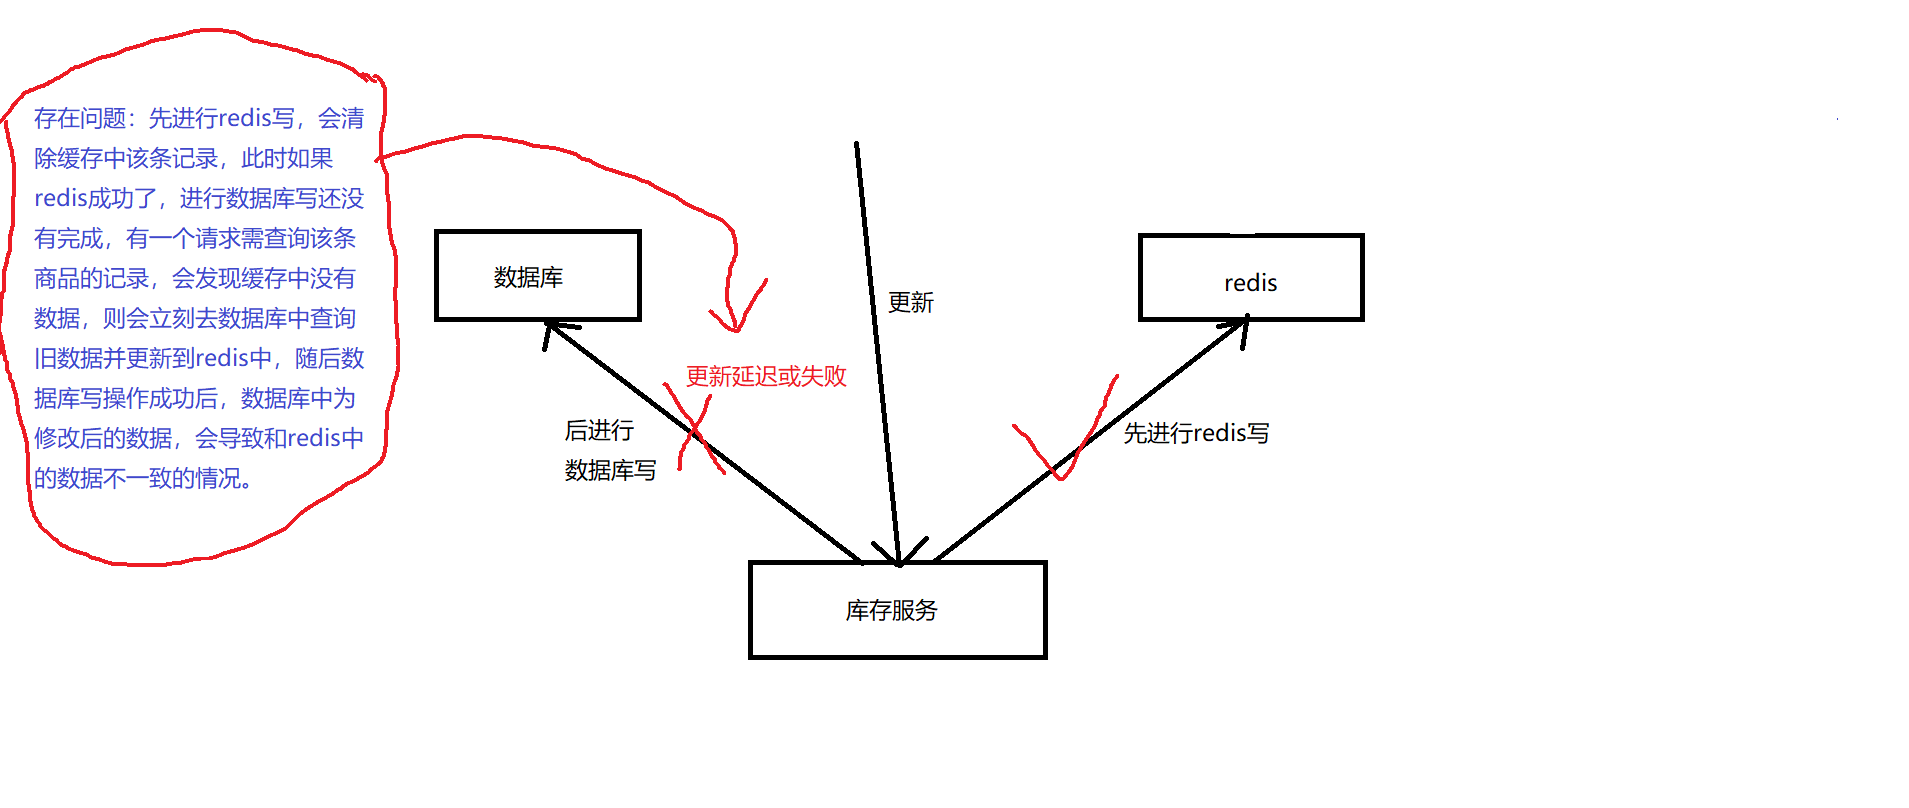 存在问题：先进行redis写，会清
除缓存中该条记录，此时如果
redis成功了，进行数据库写还没
有完成，有一个请求需查询该条
商品的记录，会发现缓存中没有
数据，则会立刻去数据库中查询
旧数据并更新到redis中，随后数
据库写操作成功后，数据库中为
修改后的数据，会导致和redis中
的数据不一致的情况。
数据库
更新
redis
更新延迟或失败
后进行
数据库写
先进行redis写
库存服务